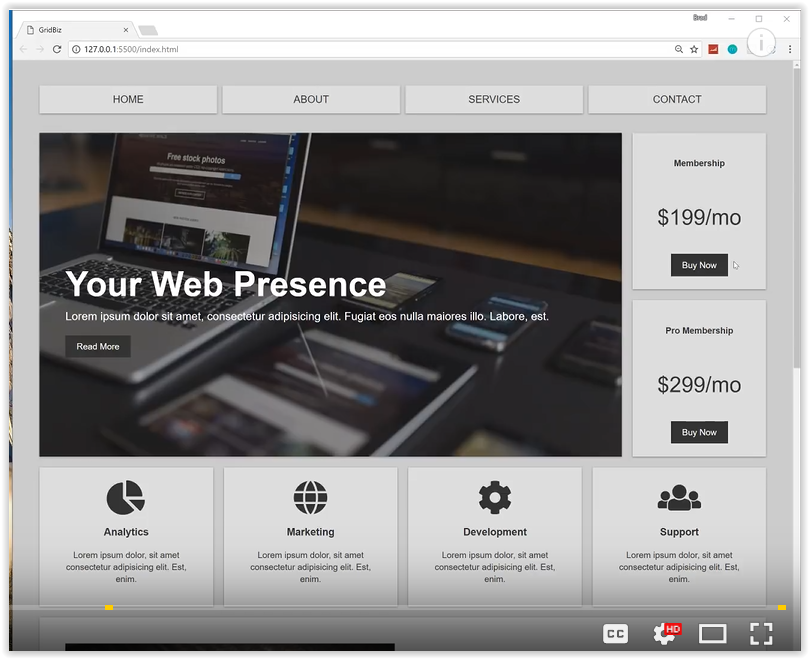 Brad
GridBiz
127.0.0.1:5500/index.html
HOME
ABOUT
SERVICES
CONTACT
Free stock photos
Your Web Presence
Lorem ipsum dolor sit amet, consectetur adipisicing elit. Fugiat eos nulla maiores illo. Labore, est.
Read More
Membership
$199/mo
Buy Now
Pro Membership
$299/mo
Buy Now
Analytics
Lorem ipsum dolor, sit amet
consectetur adipisicing elit. Est,
enim.
Marketing
Lorem ipsum dolor, sit amet
consectetur adipisicing elit. Est,
enim.
Development
Lorem ipsum dolor, sit amet
consectetur adipisicing elit. Est,
enim.
Support
Lorem ipsum dolor, sit amet
consectetur adipisicing elit. Est,
enim.
CC
HD